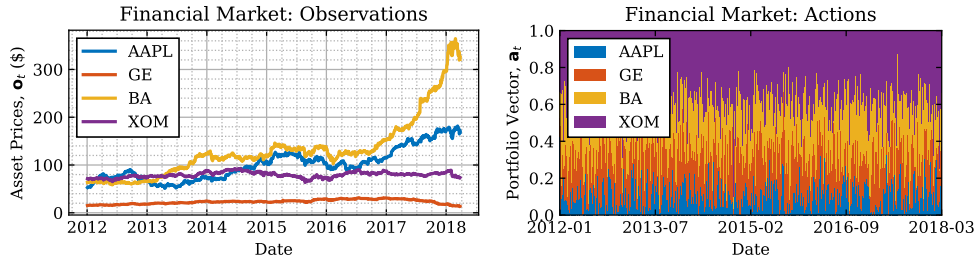 Financial Market: Observations
Asset Prices, oₜ ($)
300
200
100
0
AAPL
GE
BA
XOM
2012
2013
2014
2015
2016
2017
2018
Date
Financial Market: Actions
Portfolio Vector, aₜ
1.0
0.8
0.6
0.4
0.2
0.0
AAPL
GE
BA
XOM
2012-01
2013-07
2015-02
2016-09
2018-03
Date